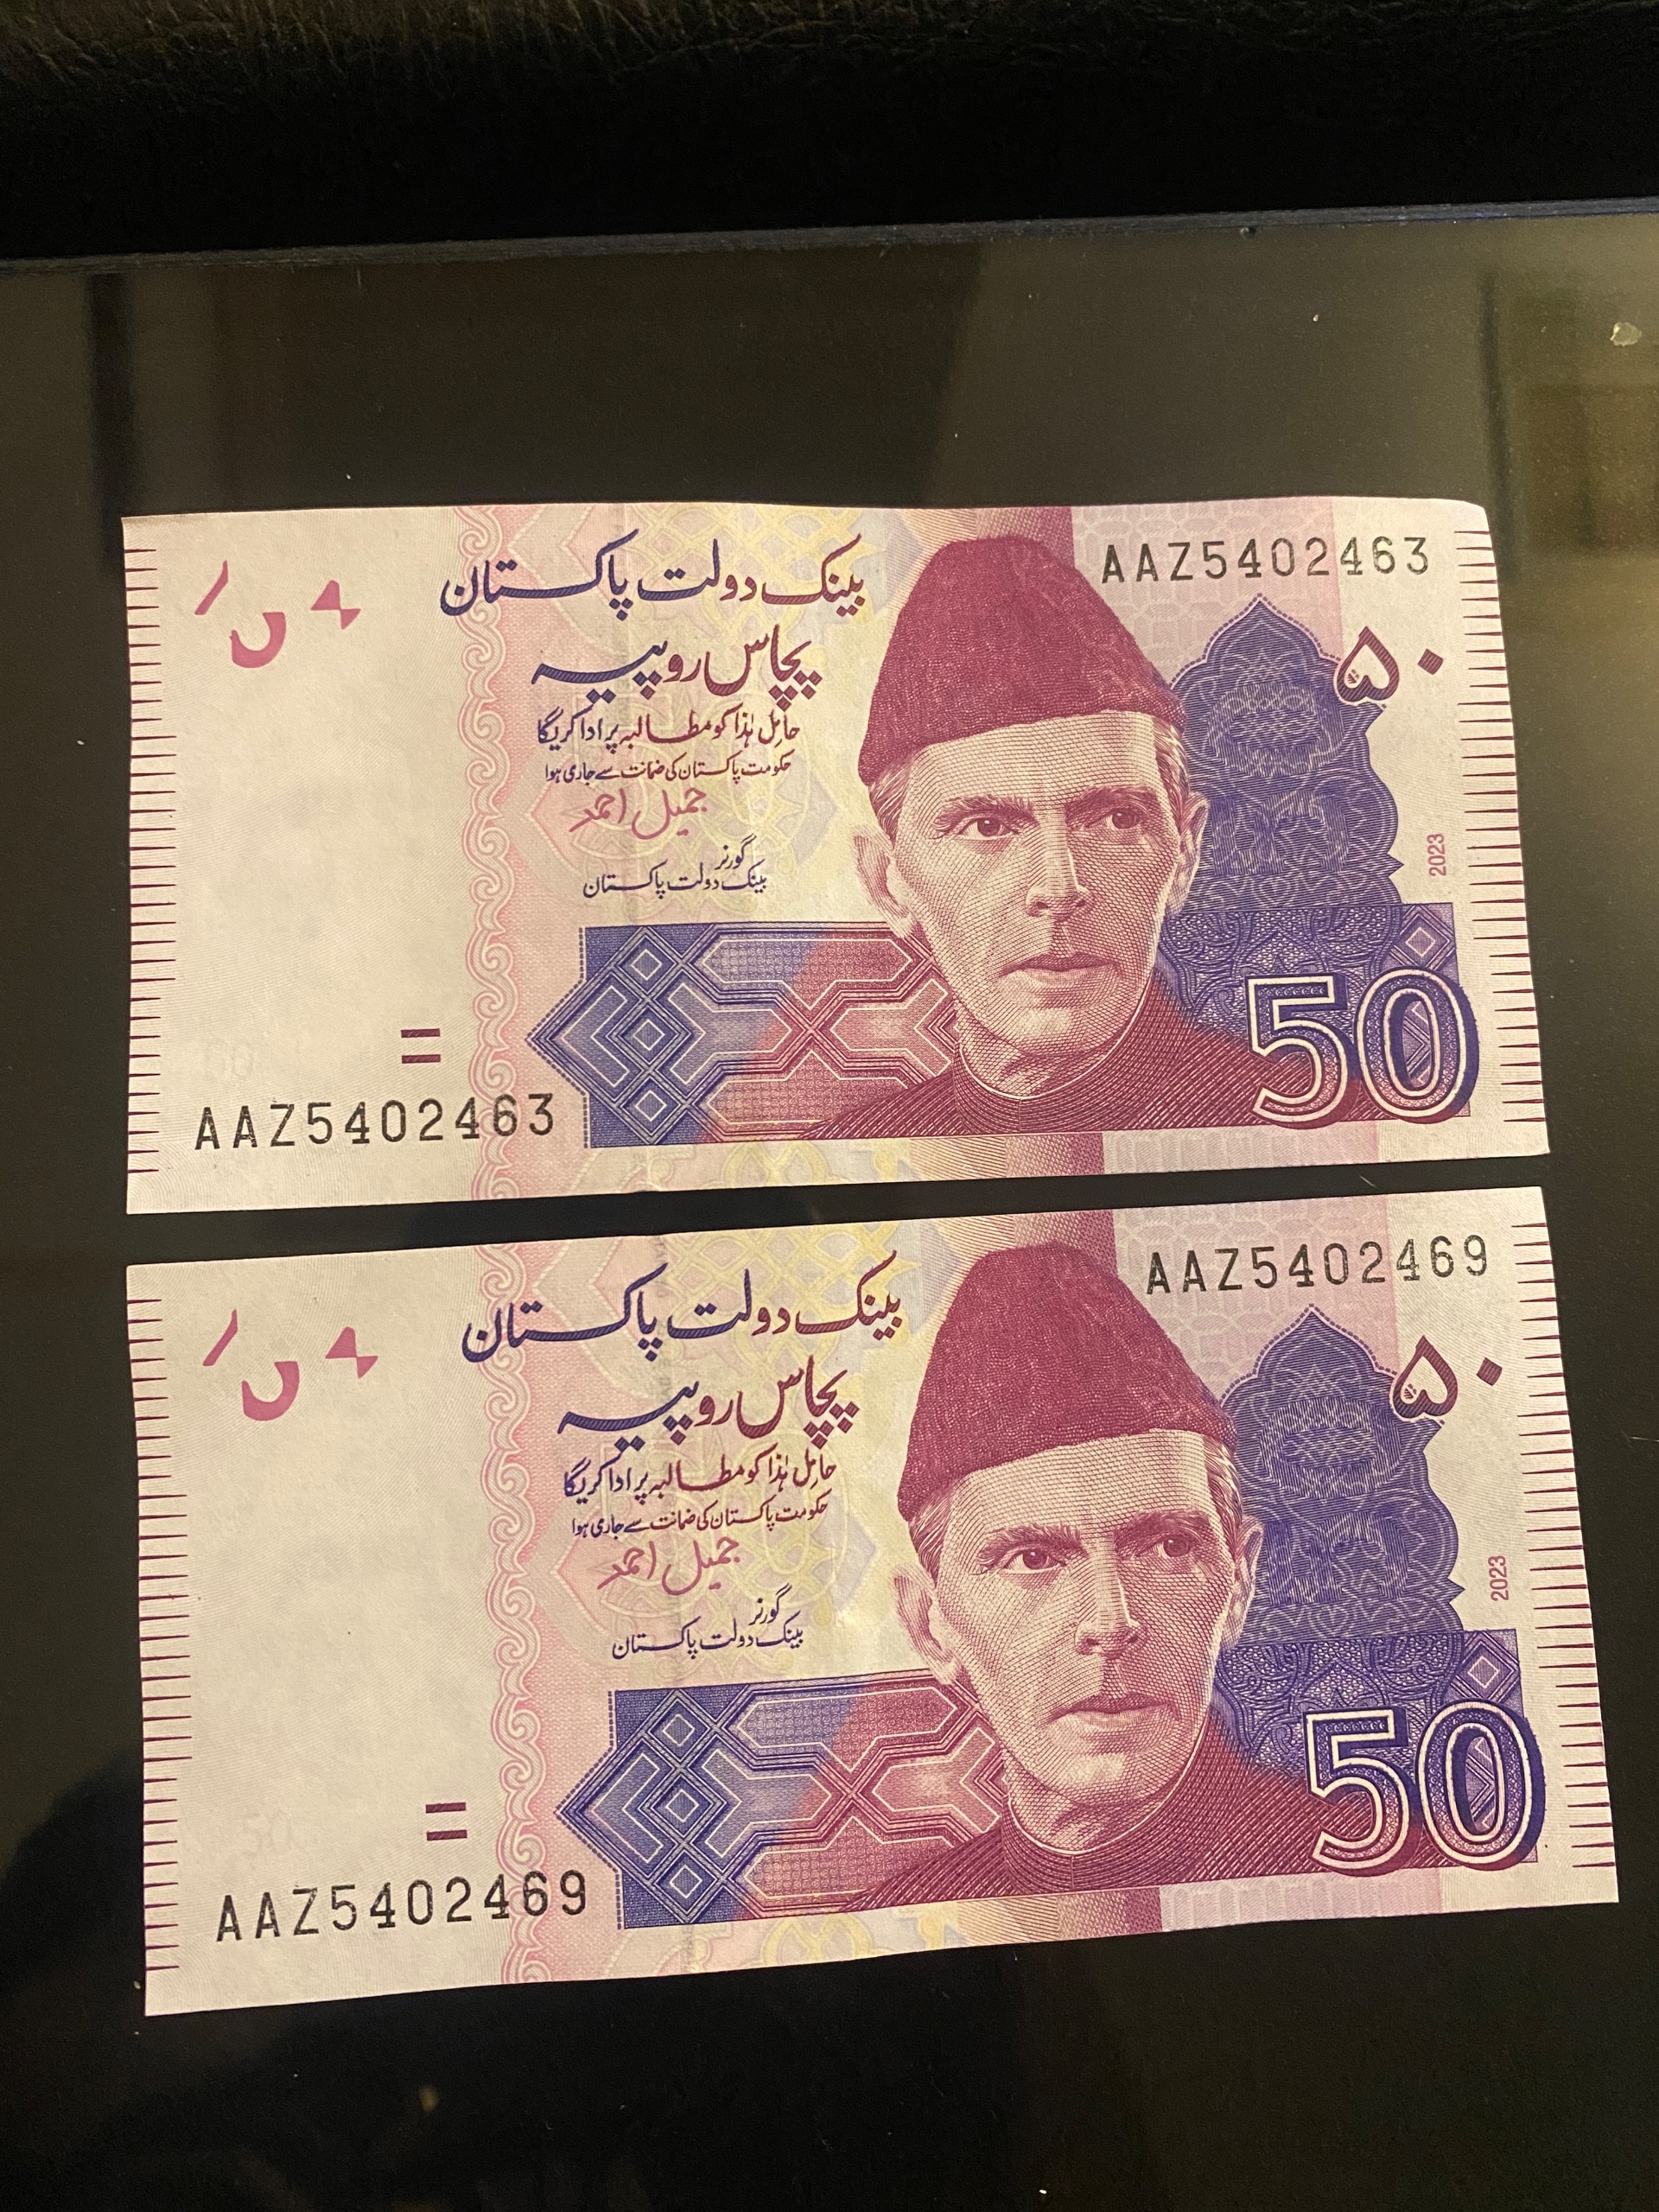 AAZ5402463
بینک دولت پاکستان
پچاس روپیہ
حامل ہٰذا کو مطالبہ پر ادا کریگا
حکومت پاکستان کی ضمانت سے جاری ہوا
جمیل احمد
گورنر
بینک دولت پاکستان
۵۰
2023
50
AAZ5402463
AAZ5402469
بینک دولت پاکستان
پچاس روپیہ
حامل ہٰذا کو مطالبہ پر ادا کریگا
حکومت پاکستان کی ضمانت سے جاری ہوا
جمیل احمد
گورنر
بینک دولت پاکستان
۵۰
2023
50
AAZ5402469